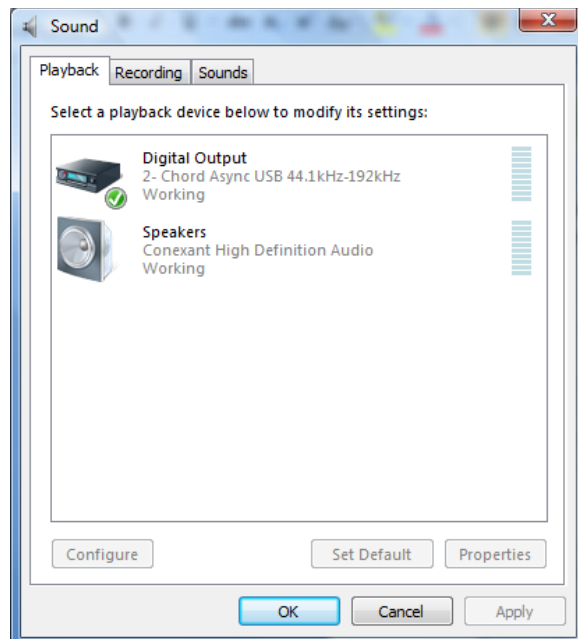 Sound
Playback
Recording
Sounds
Select a playback device below to modify its settings:
Digital Output
2- Chord Async USB 44.1kHz-192kHz
Working
Speakers
Conexant High Definition Audio
Working
Configure
Set Default
Properties
OK
Cancel
Apply